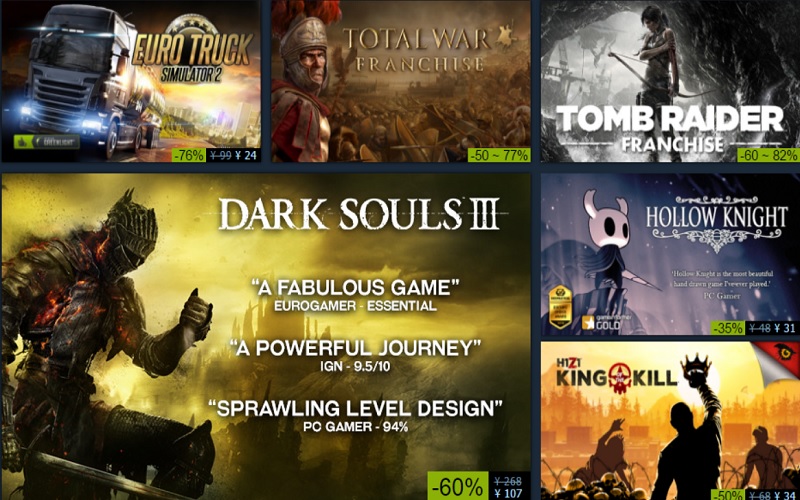 EURO TRUCK
SIMULATOR 2
-76% ¥ 99 ¥ 24
TOTAL WAR
FRANCHISE
-50 ~ 77%
TOMB RAIDER
FRANCHISE
-60 ~ 82%
DARK SOULS III
“A FABULOUS GAME”
EUROGAMER - ESSENTIAL
“A POWERFUL JOURNEY”
IGN - 9.5/10
“SPRAWLING LEVEL DESIGN”
PC GAMER - 94%
-60% ¥ 268
¥ 107
HOLLOW KNIGHT
'Hollow Knight is the most beautiful
hand drawn game I've ever played.'
PC Gamer
GOLD
-35% ¥ 48 ¥ 31
H1Z1
KING KILL
-50% ¥ 68 ¥ 34